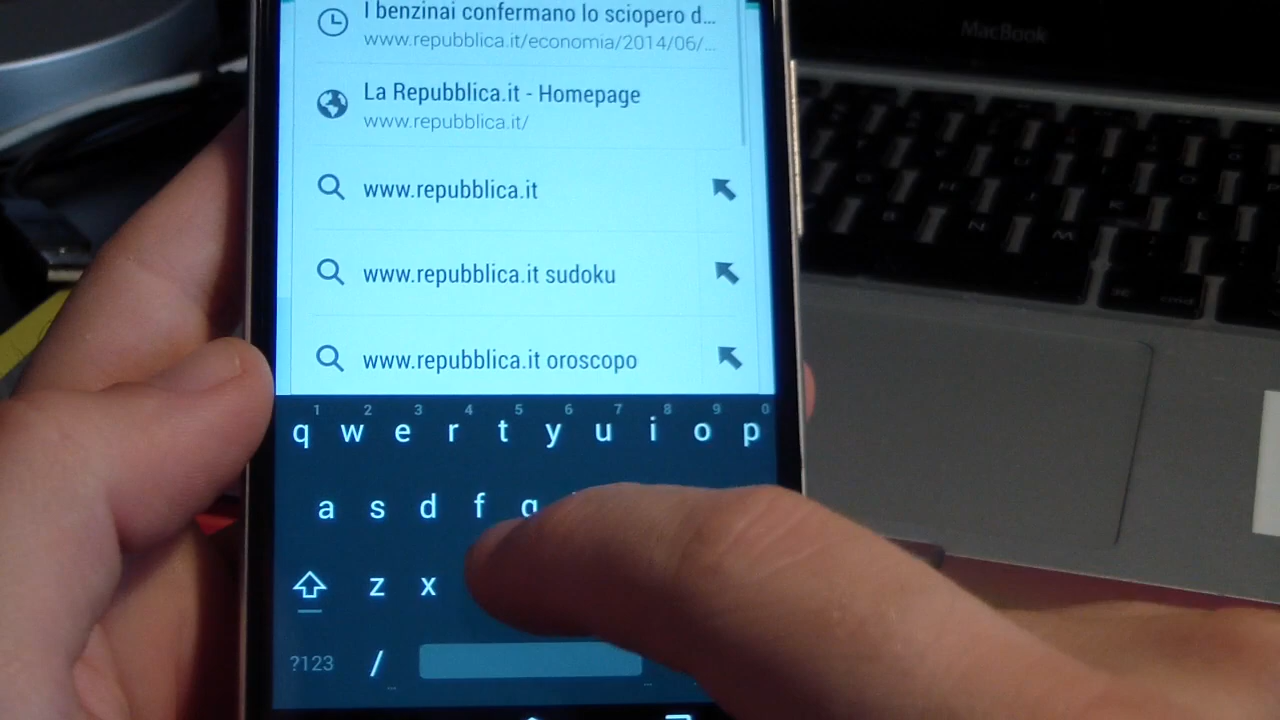 I benzinai confermano lo sciopero d...
www.repubblica.it/economia/2014/06/...
La Repubblica.it - Homepage
www.repubblica.it/
www.repubblica.it
www.repubblica.it sudoku
www.repubblica.it oroscopo
1 2 3 4 5 6 7 8 9 0
q w e r t y u i o p
a s d f g
z x
?123 /
MacBook
N M
cmd